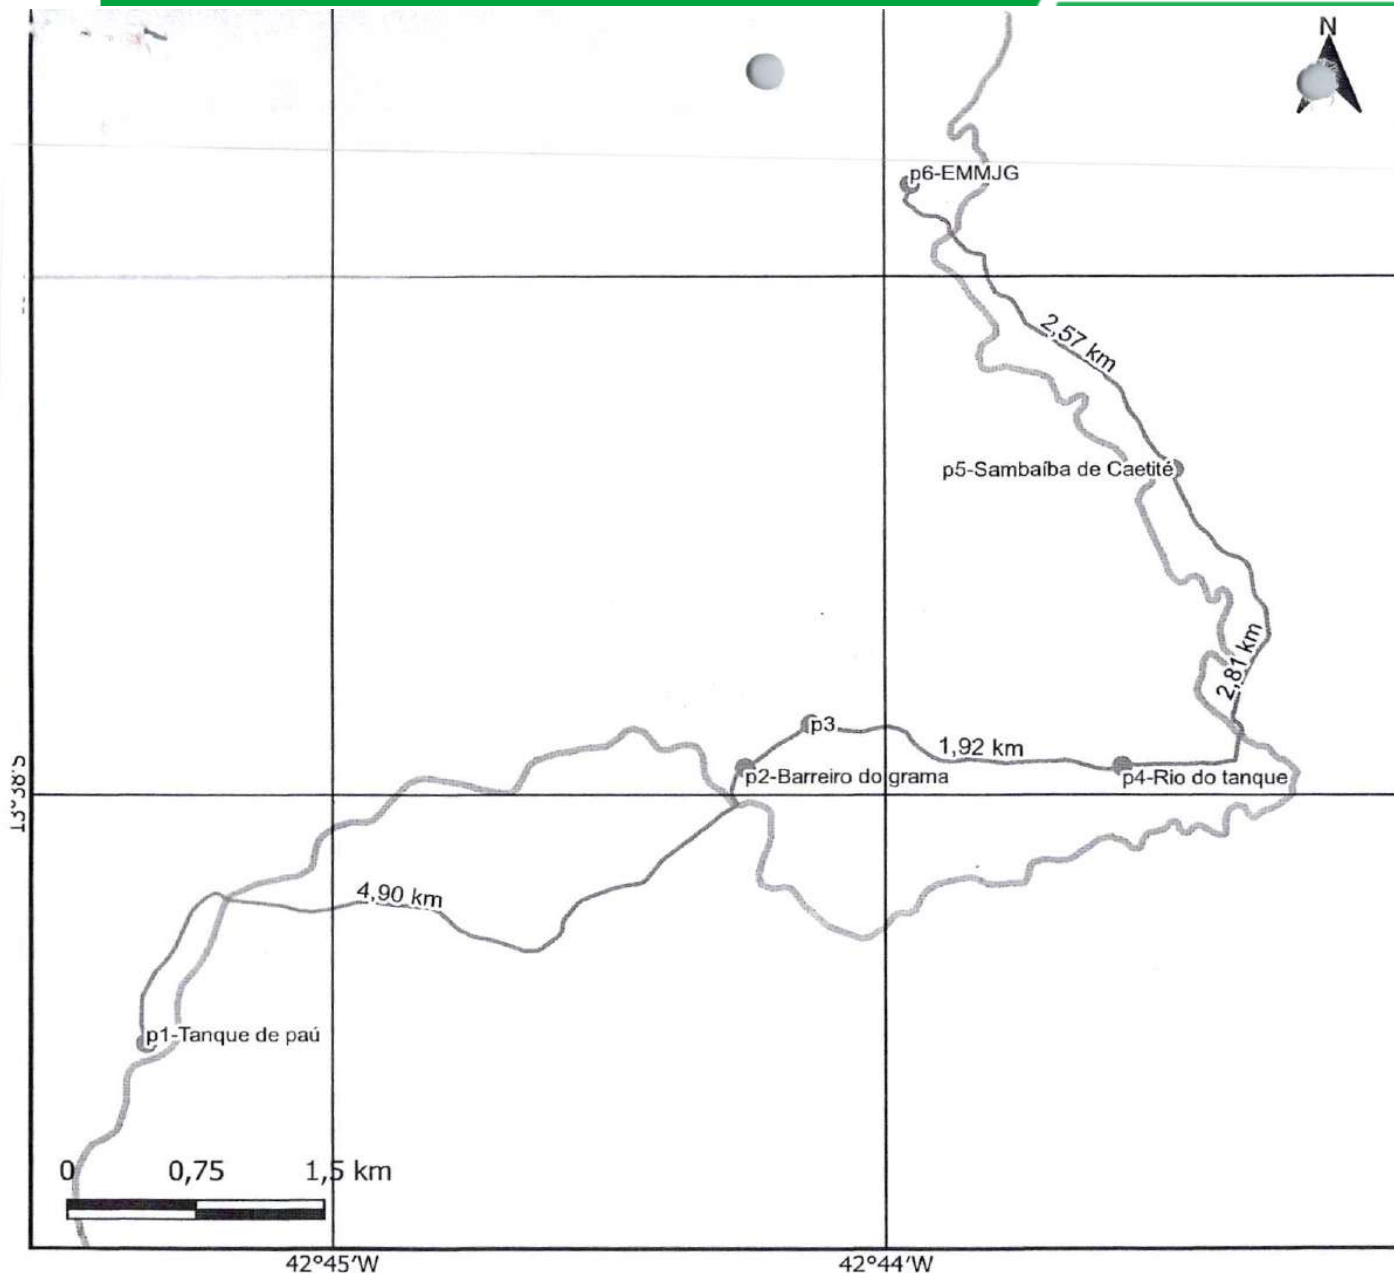 N
p6-EMMJG
2,57 km
p5-Sambaíba de Caetité
2,81 km
p3
1,92 km
p2-Barreiro do grama
p4-Rio do tanque
13°38'S
4,90 km
p1-Tanque de paú
0 0,75 1,5 km
42°45'W 42°44'W